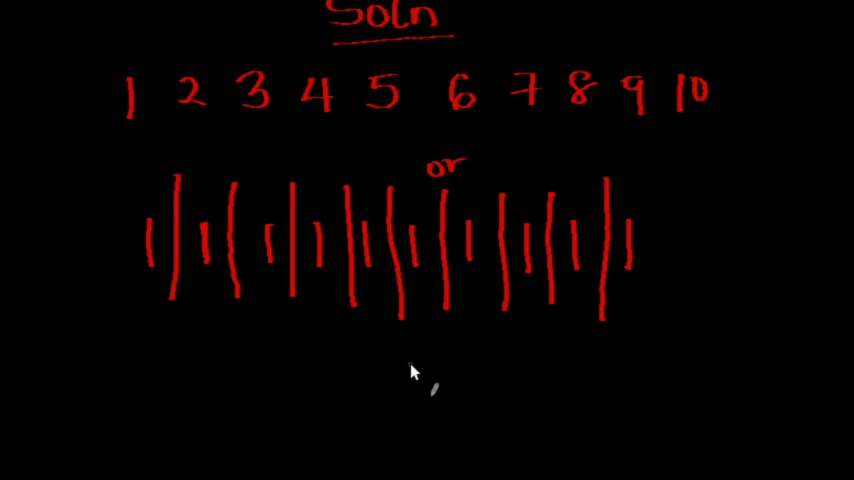 Soln
1 2 3 4 5 6 7 8 9 10
or
| | | | | | | | | | | | | | | | | | |